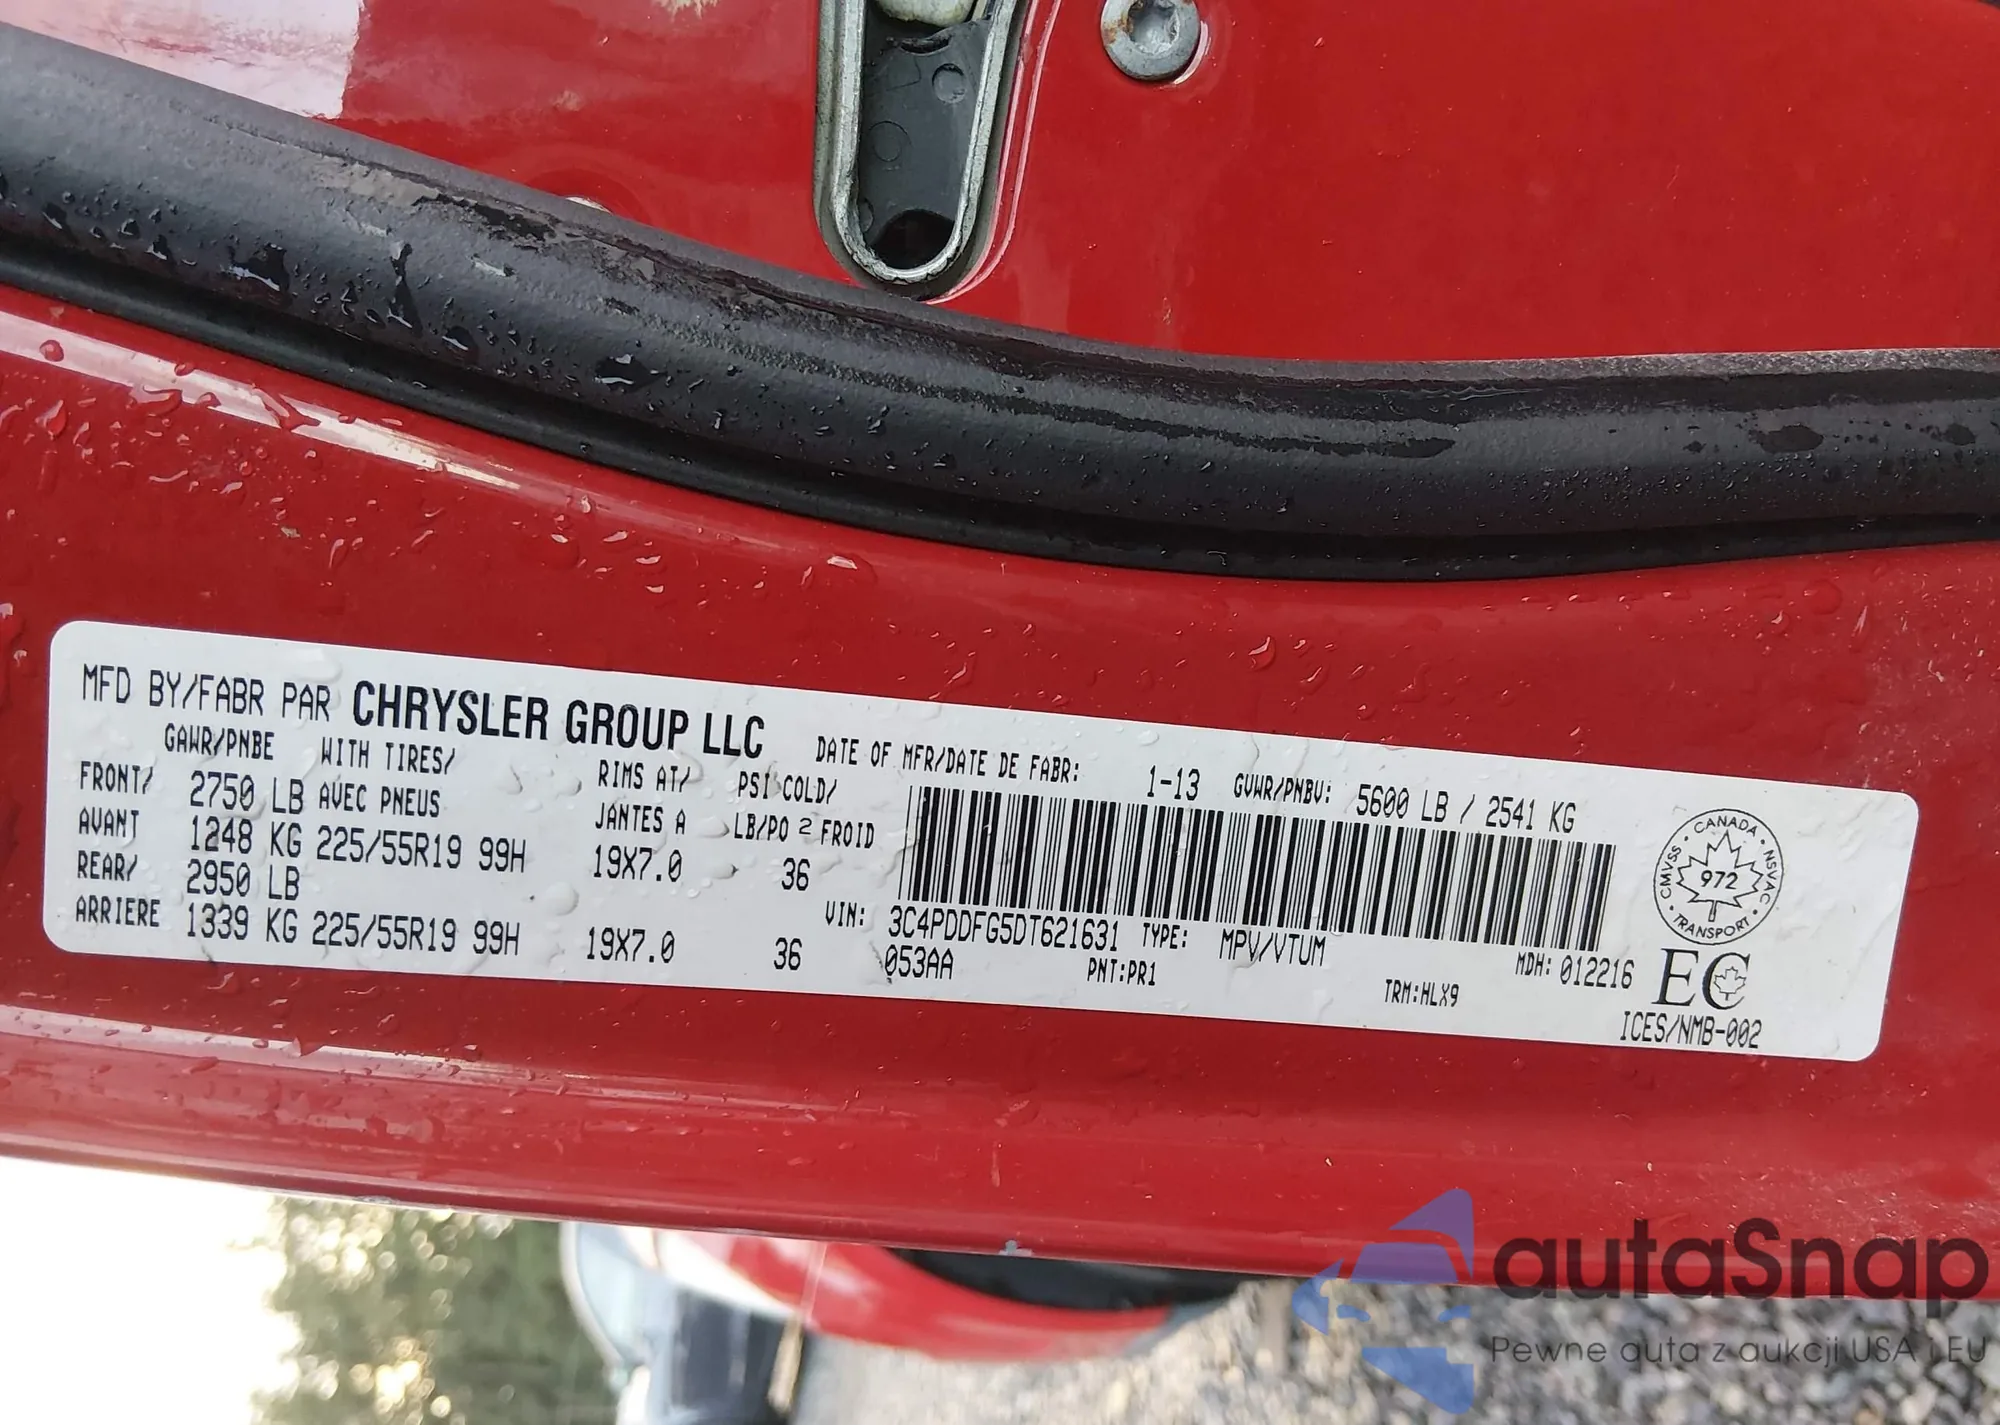 MFD BY/FABR PAR CHRYSLER GROUP LLC
DATE OF MFR/DATE DE FABR: 1-13 GVWR/PNBV: 5600 LB / 2541 KG
GAWR/PNBE WITH TIRES/ RIMS AT/ PSI COLD/
FRONT/ 2750 LB AVEC PNEUS JANTES A LB/PO 2 FROID
AVANT 1248 KG 225/55R19 99H 19X7.0 36
REAR/ 2950 LB
ARRIERE 1339 KG 225/55R19 99H 19X7.0 36
VIN: 3C4PDDFG5DT621631 TYPE: MPV/VTUM MDH: 012216
053AA PNT:PR1 TRM:HLX9
CANADA
CMVSS 972 NSVAC
TRANSPORT
EC
ICES/NMB-002
autaSnap
Pewne auta z aukcji USA i EU